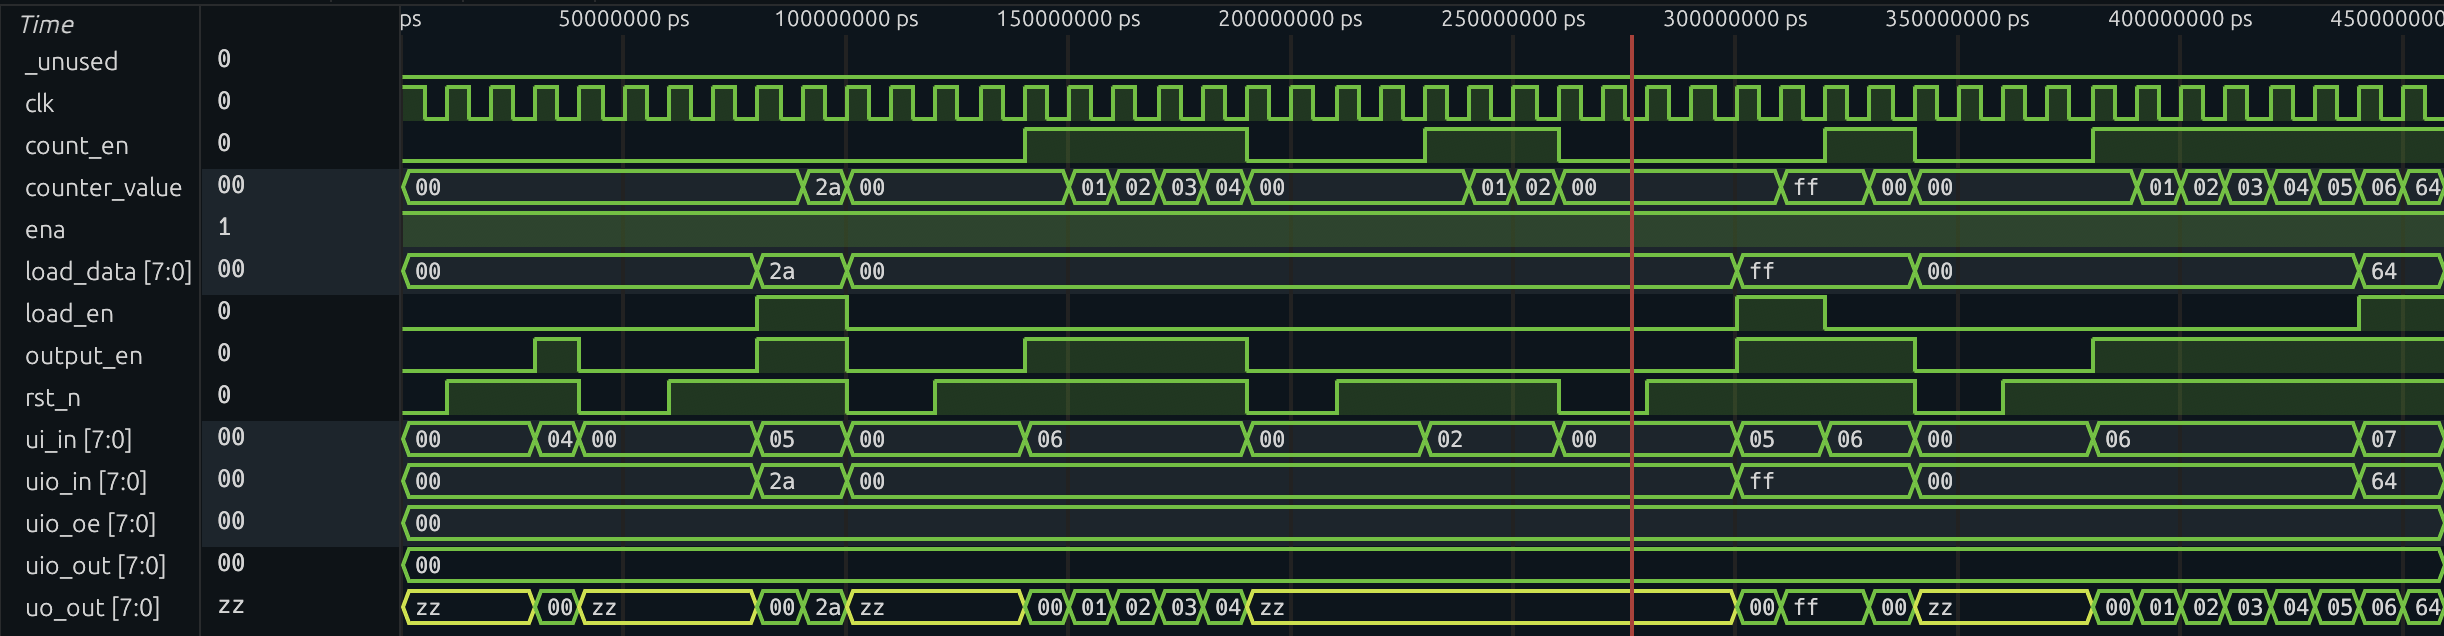 Time ps 50000000 ps 100000000 ps 150000000 ps 200000000 ps 250000000 ps 300000000 ps 350000000 ps 400000000 ps 450000000
_unused 0
clk 0
count_en 0
counter_value 00 00 2a 00 01 02 03 04 00 01 02 00 ff 00 00 01 02 03 04 05 06 64
ena 1
load_data [7:0] 00 00 2a 00 ff 00 64
load_en 0
output_en 0
rst_n 0
ui_in [7:0] 00 00 04 00 05 00 06 00 02 00 05 06 00 06 07
uio_in [7:0] 00 00 2a 00 ff 00 64
uio_oe [7:0] 00 00
uio_out [7:0] 00 00
uo_out [7:0] zz zz 00 zz 00 2a zz 00 01 02 03 04 zz 00 ff 00 zz 00 01 02 03 04 05 06 64